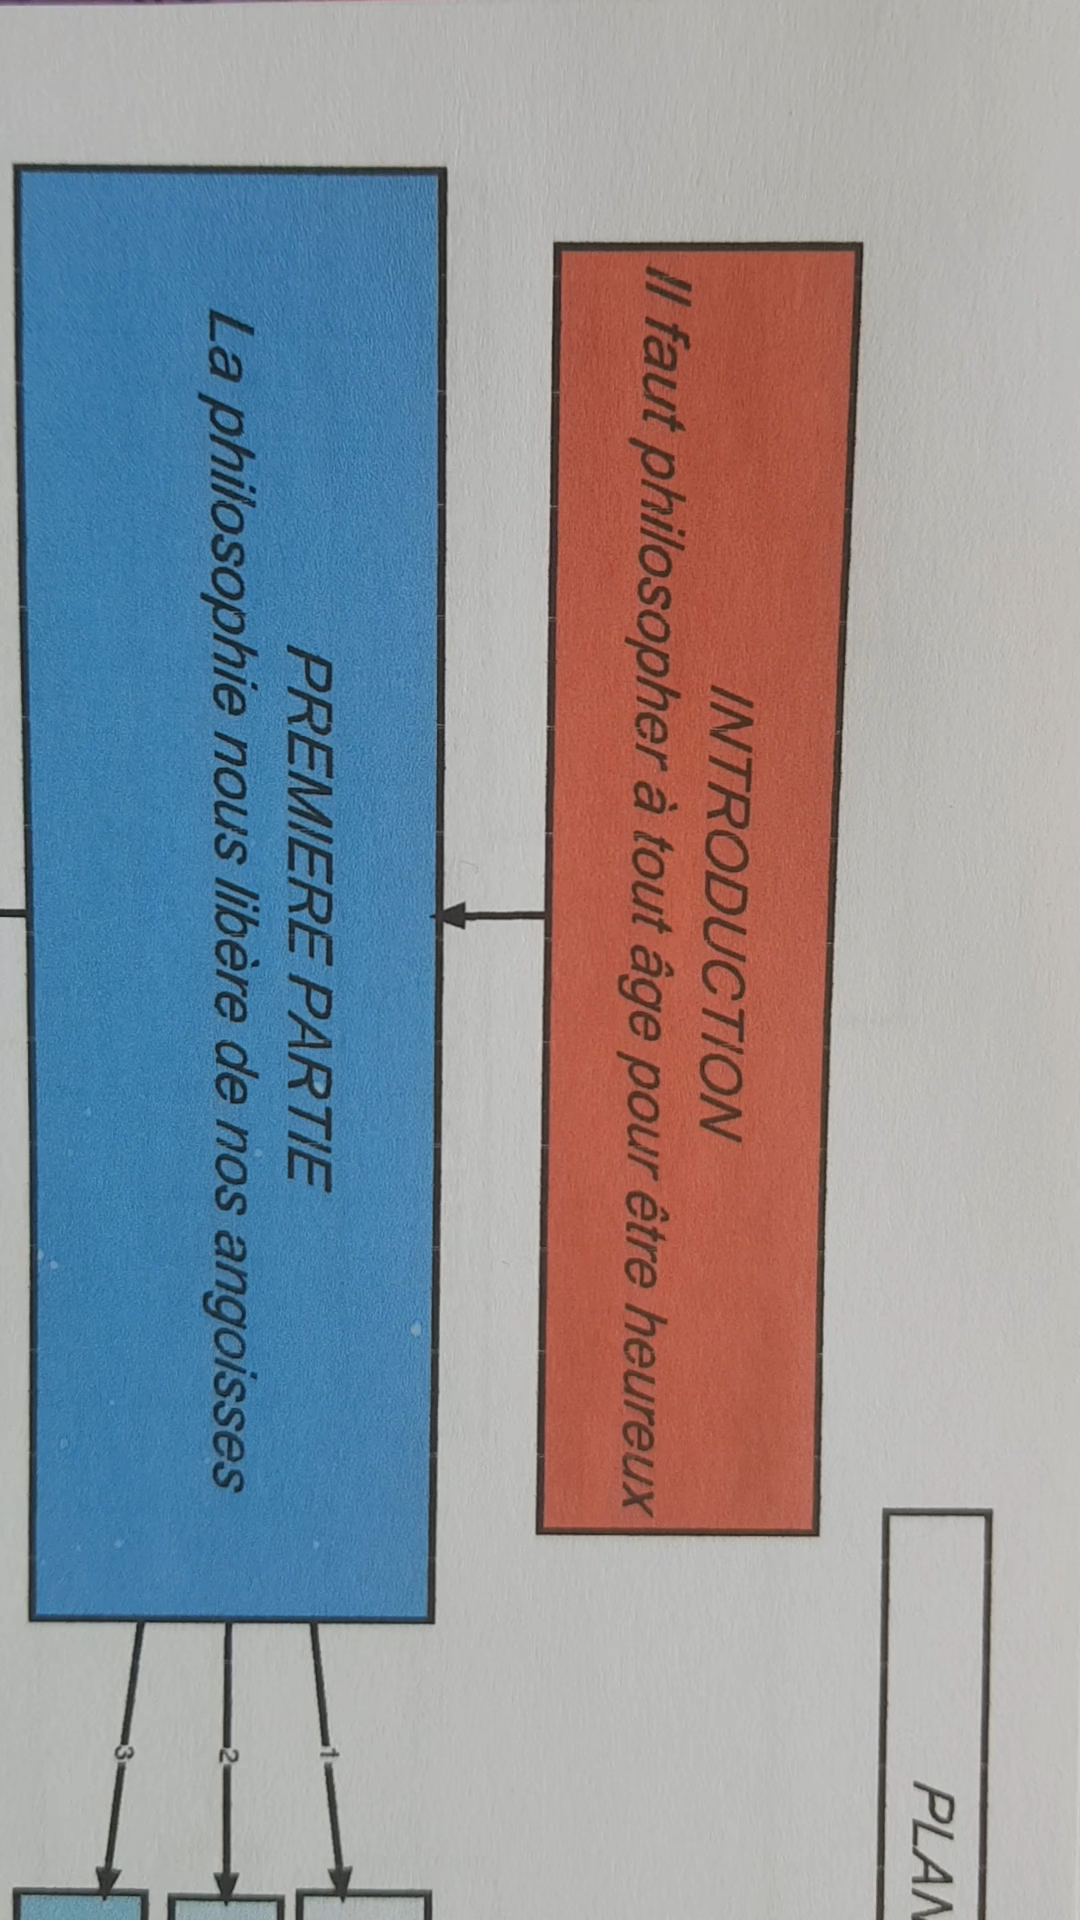 PLAN
INTRODUCTION
Il faut philosopher à tout âge pour être heureux
PREMIERE PARTIE
La philosophie nous libère de nos angoisses
1
2
3